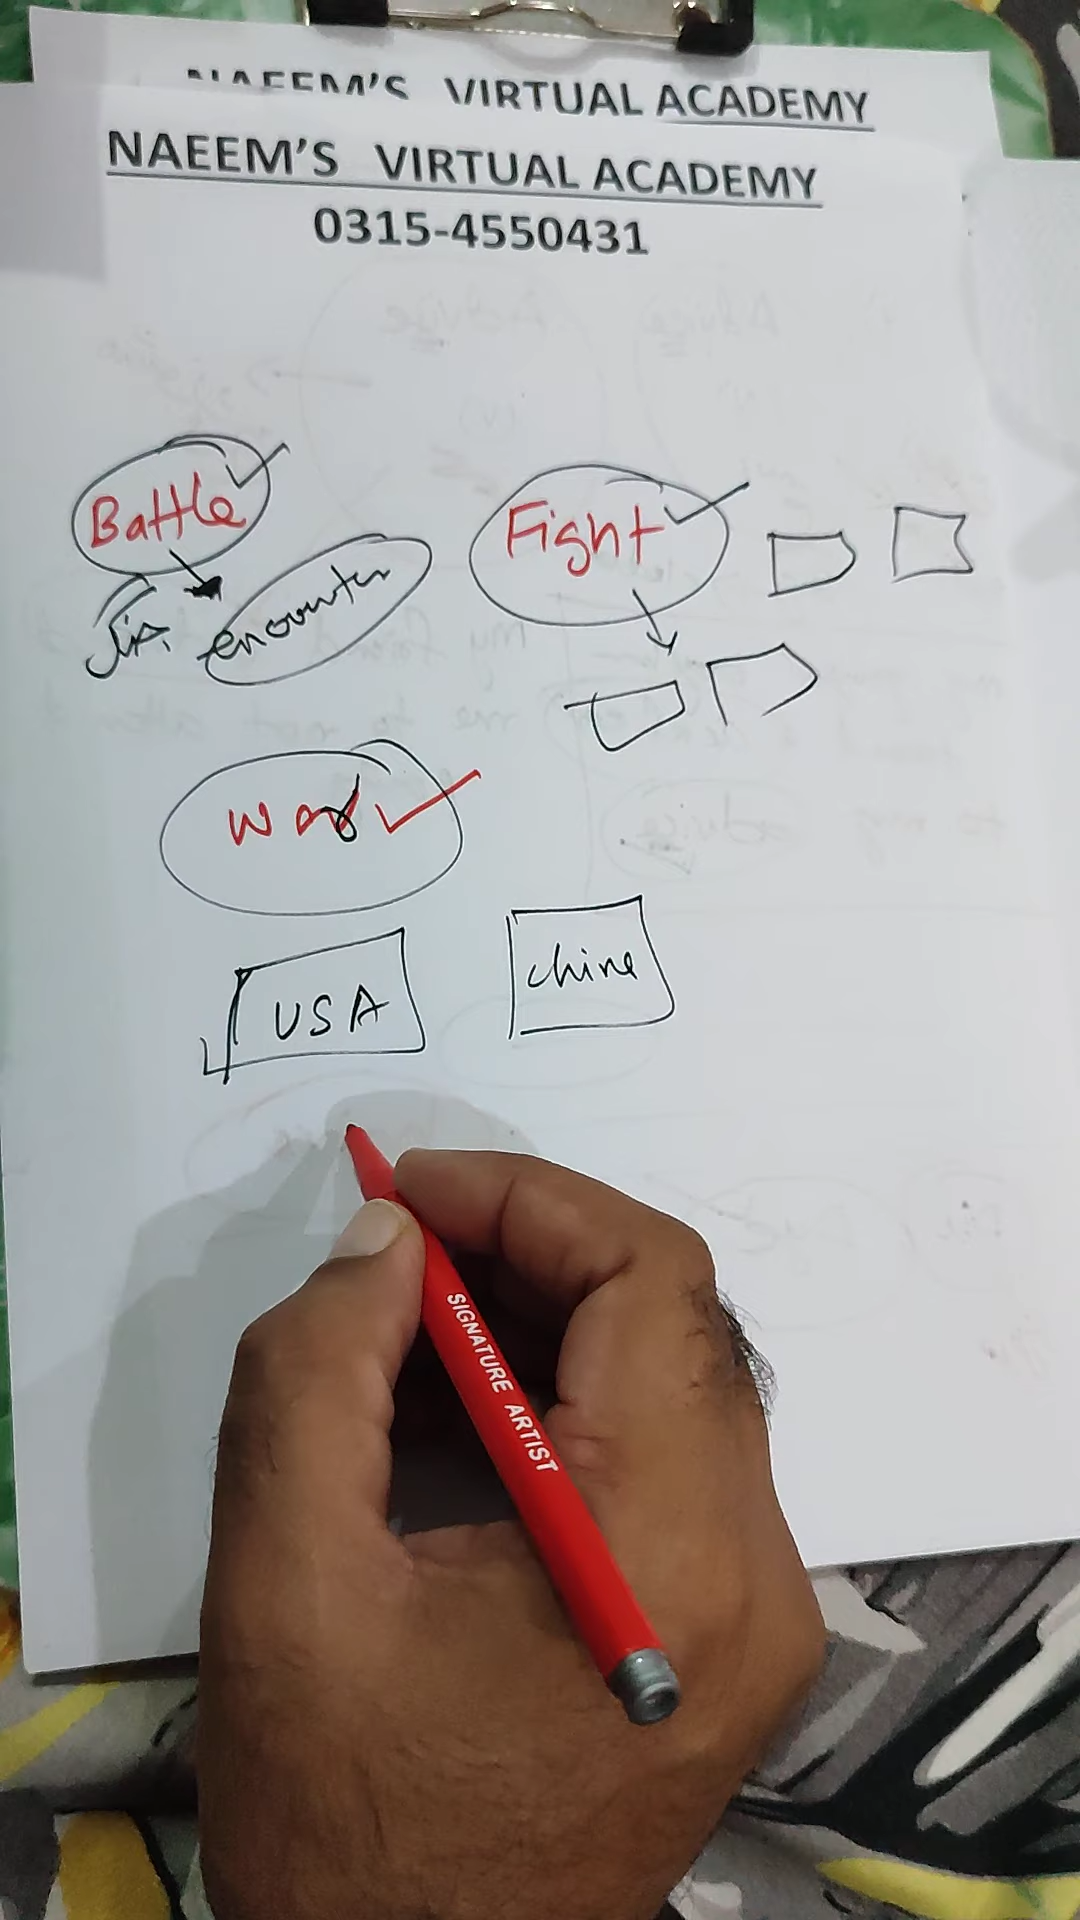 NAEEM'S VIRTUAL ACADEMY
NAEEM'S VIRTUAL ACADEMY
0315-4550431
Battle
encounter
Fight
War
USA
China
SIGNATURE ARTIST